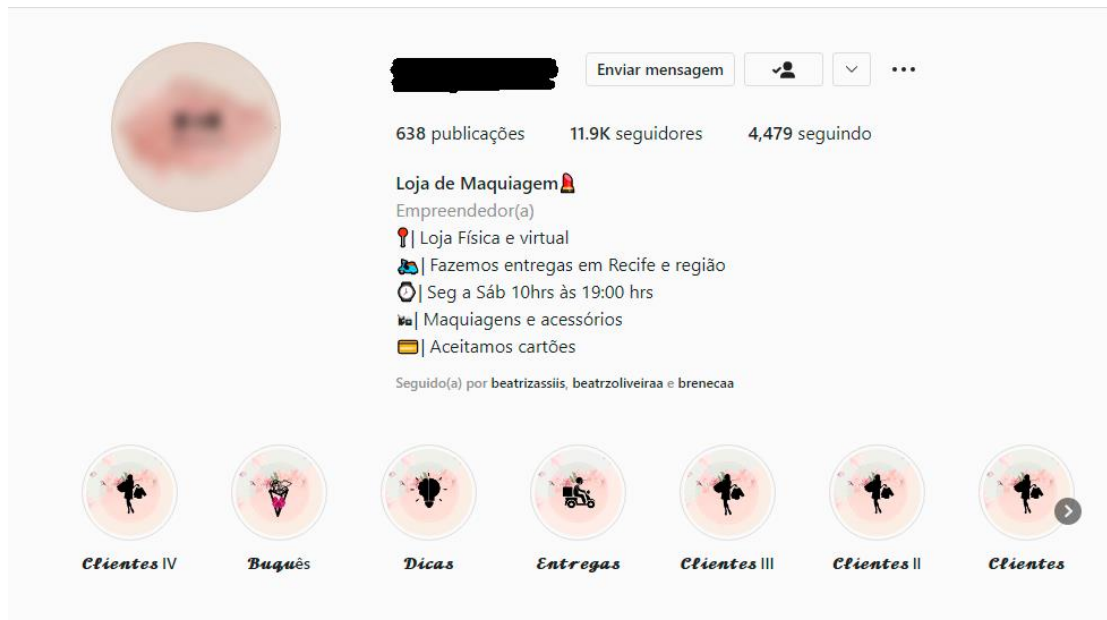 Enviar mensagem
638 publicações 11.9K seguidores 4,479 seguindo
Loja de Maquiagem💄
Empreendedor(a)
📍| Loja Física e virtual
🛵| Fazemos entregas em Recife e região
⌚| Seg a Sáb 10hrs às 19:00 hrs
| Maquiagens e acessórios
💳| Aceitamos cartões
Seguido(a) por beatrizassiis, beatrzoliveiraa e brenecaa
Clientes IV Buquês Dicas Entregas Clientes III Clientes II Clientes